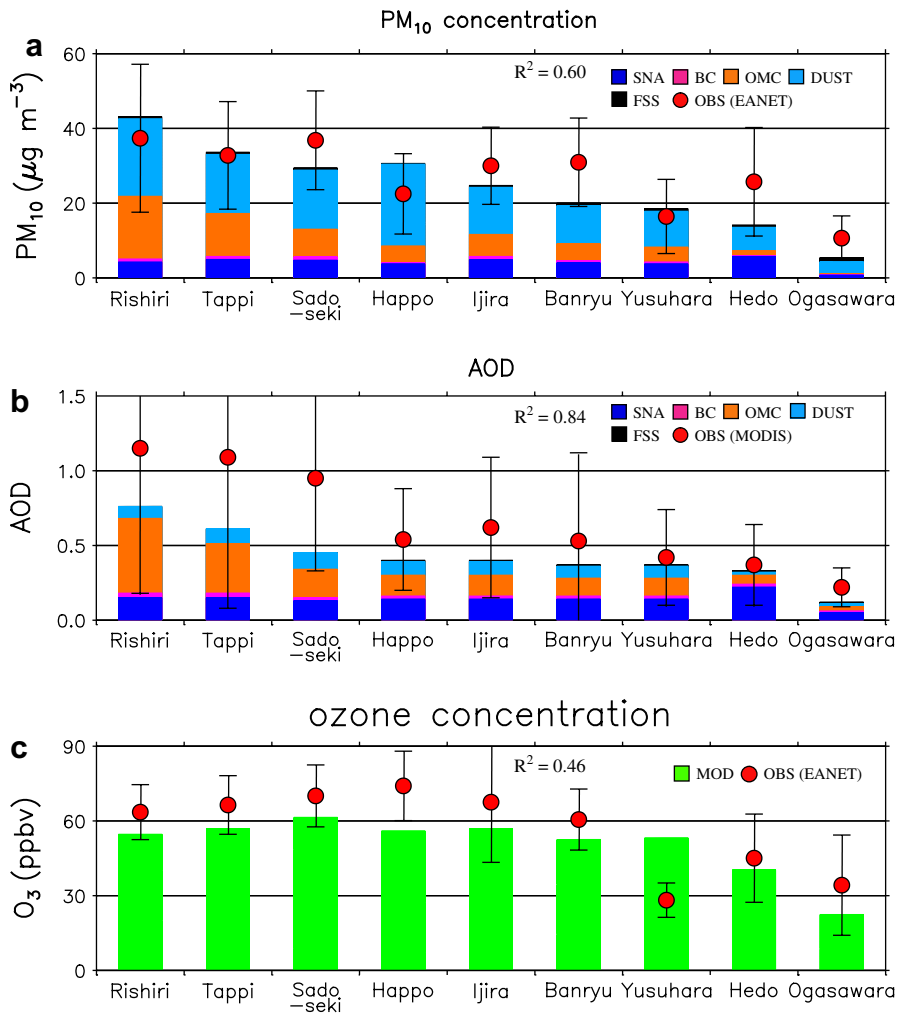 PM10 concentration
a
60
40
20
0
PM10 (μg m−3)
R2 = 0.60
SNA BC OMC DUST
FSS OBS (EANET)
Rishiri Tappi Sado−seki Happo Ijira Banryu Yusuhara Hedo Ogasawara
AOD
b
1.5
1.0
0.5
0.0
AOD
R2 = 0.84
SNA BC OMC DUST
FSS OBS (MODIS)
Rishiri Tappi Sado−seki Happo Ijira Banryu Yusuhara Hedo Ogasawara
ozone concentration
c
90
60
30
0
O3 (ppbv)
R2 = 0.46
MOD OBS (EANET)
Rishiri Tappi Sado−seki Happo Ijira Banryu Yusuhara Hedo Ogasawara